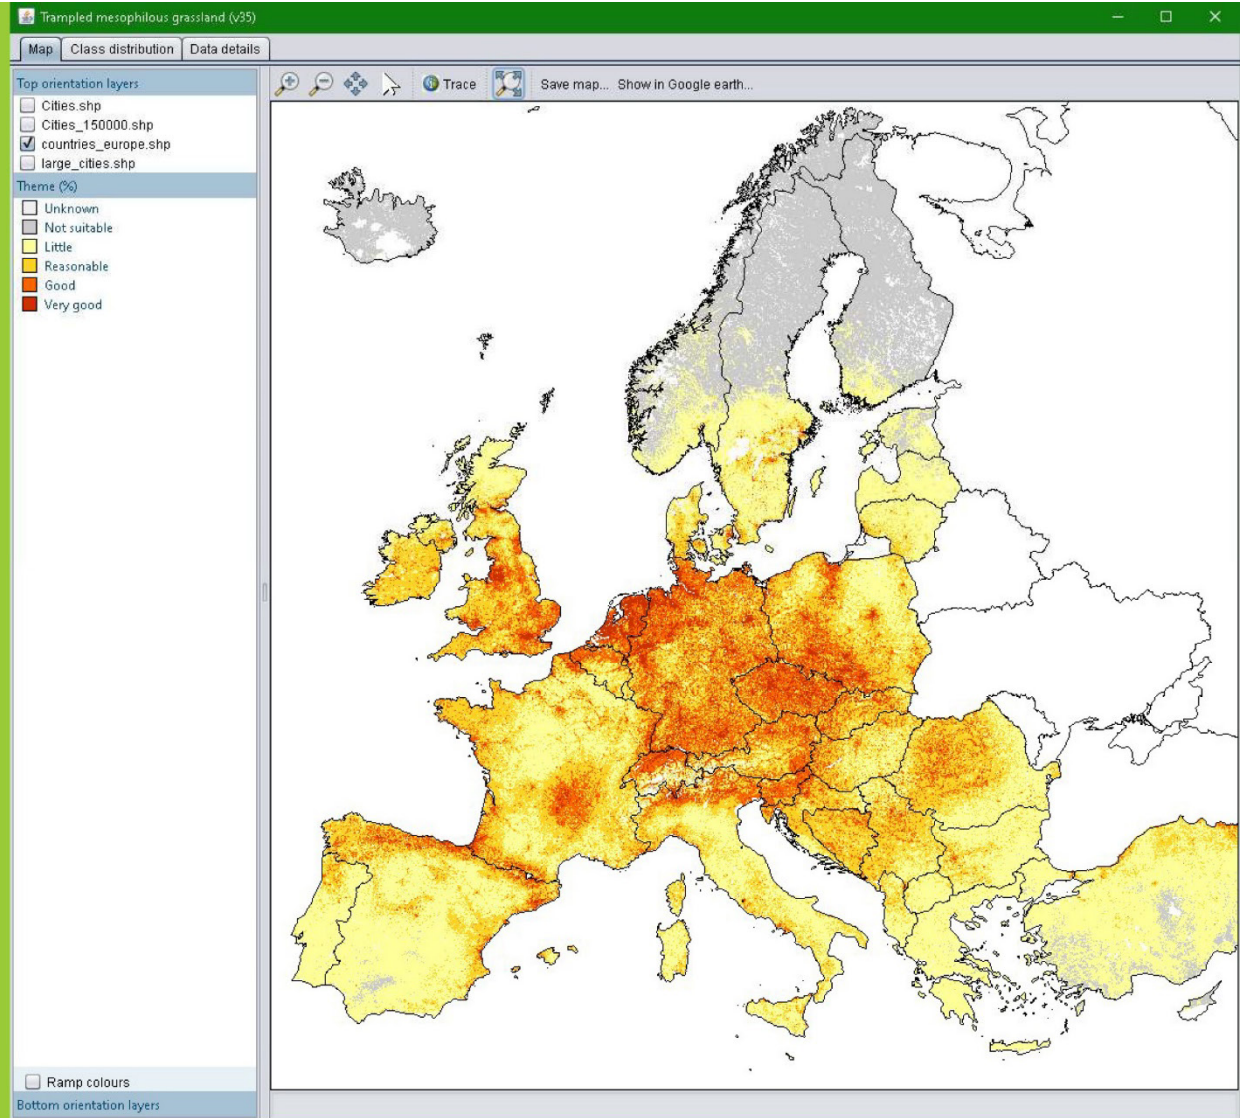 Trampled mesophilous grassland (v35)
Map Class distribution Data details
Top orientation layers
Cities.shp
Cities_150000.shp
countries_europe.shp
large_cities.shp
Theme (%)
Unknown
Not suitable
Little
Reasonable
Good
Very good
Ramp colours
Bottom orientation layers
Trace Save map... Show in Google earth...